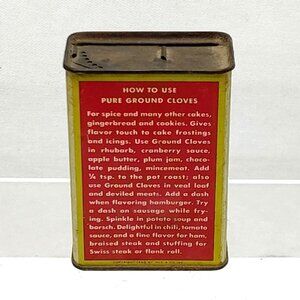 HOW TO USE
PURE GROUND CLOVES
For spice and many other cakes,
gingerbread and cookies. Gives
flavor touch to cake frostings
and icings. Use Ground Cloves
in rhubarb, cranberry sauce,
apple butter, plum jam, choco-
late pudding, mincemeat. Add
¼ tsp. to the pot roast; also
use Ground Cloves in veal loaf
and deviled meats. Add a dash
when flavoring hamburger. Try
a dash on sausage while fry-
ing. Spinkle in potato soup and
borsch. Delightful in chili, tomato
sauce, and a fine flavor for ham,
braised steak and stuffing for
Swiss steak or flank roll.